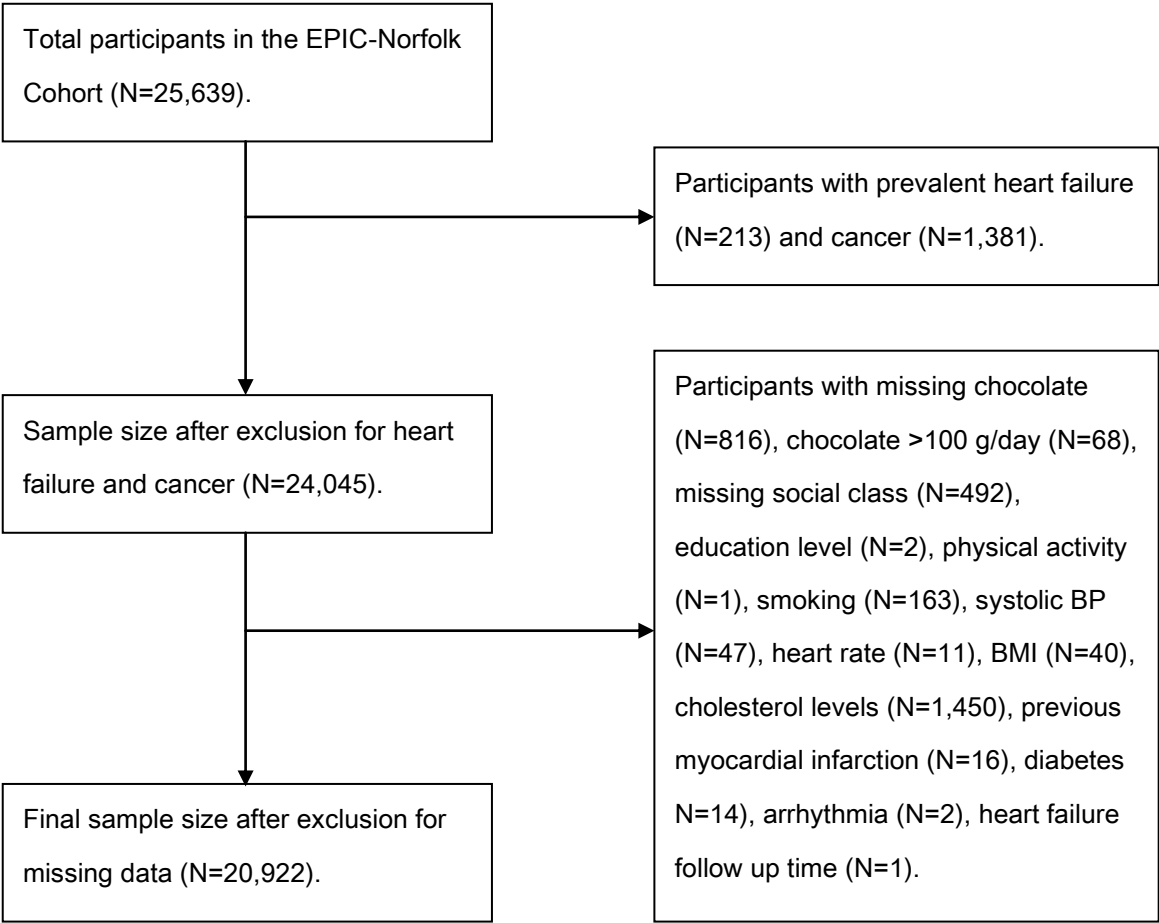 Total participants in the EPIC-Norfolk
Cohort (N=25,639).
Participants with prevalent heart failure
(N=213) and cancer (N=1,381).
Sample size after exclusion for heart
failure and cancer (N=24,045).
Participants with missing chocolate
(N=816), chocolate >100 g/day (N=68),
missing social class (N=492),
education level (N=2), physical activity
(N=1), smoking (N=163), systolic BP
(N=47), heart rate (N=11), BMI (N=40),
cholesterol levels (N=1,450), previous
myocardial infarction (N=16), diabetes
N=14), arrhythmia (N=2), heart failure
follow up time (N=1).
Final sample size after exclusion for
missing data (N=20,922).